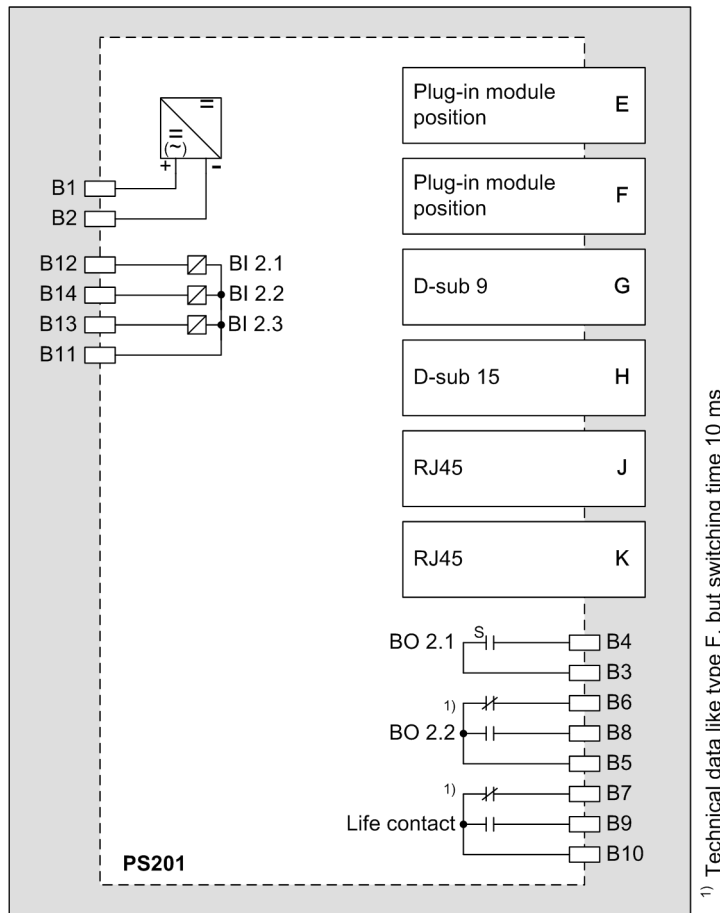 Plug-in module
position
E
=
=
(~)
+ -
Plug-in module
position
F
B1
B2
B12 BI 2.1
B14 BI 2.2
B13 BI 2.3
B11
D-sub 9 G
D-sub 15 H
RJ45 J
RJ45 K
BO 2.1 S B4
B3
1) B6
BO 2.2 B8
B5
1) B7
Life contact B9
B10
PS201
1) Technical data like type F, but switching time 10 ms